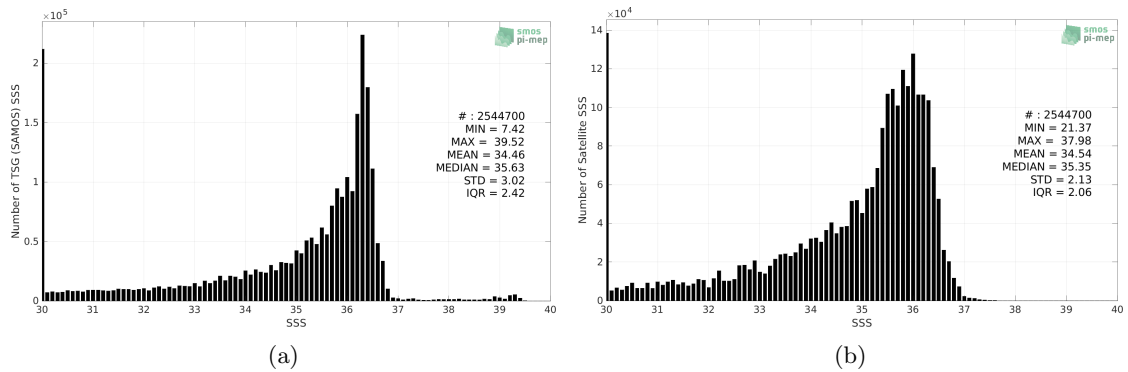 ×10⁵
smos
pi-mep
2
1.5
1
0.5
0
Number of TSG (SAMOS) SSS
# : 2544700
MIN = 7.42
MAX = 39.52
MEAN = 34.46
MEDIAN = 35.63
STD = 3.02
IQR = 2.42
30 31 32 33 34 35 36 37 38 39 40
SSS
(a)
×10⁴
smos
pi-mep
14
12
10
8
6
4
2
0
Number of Satellite SSS
# : 2544700
MIN = 21.37
MAX = 37.98
MEAN = 34.54
MEDIAN = 35.35
STD = 2.13
IQR = 2.06
30 31 32 33 34 35 36 37 38 39 40
SSS
(b)